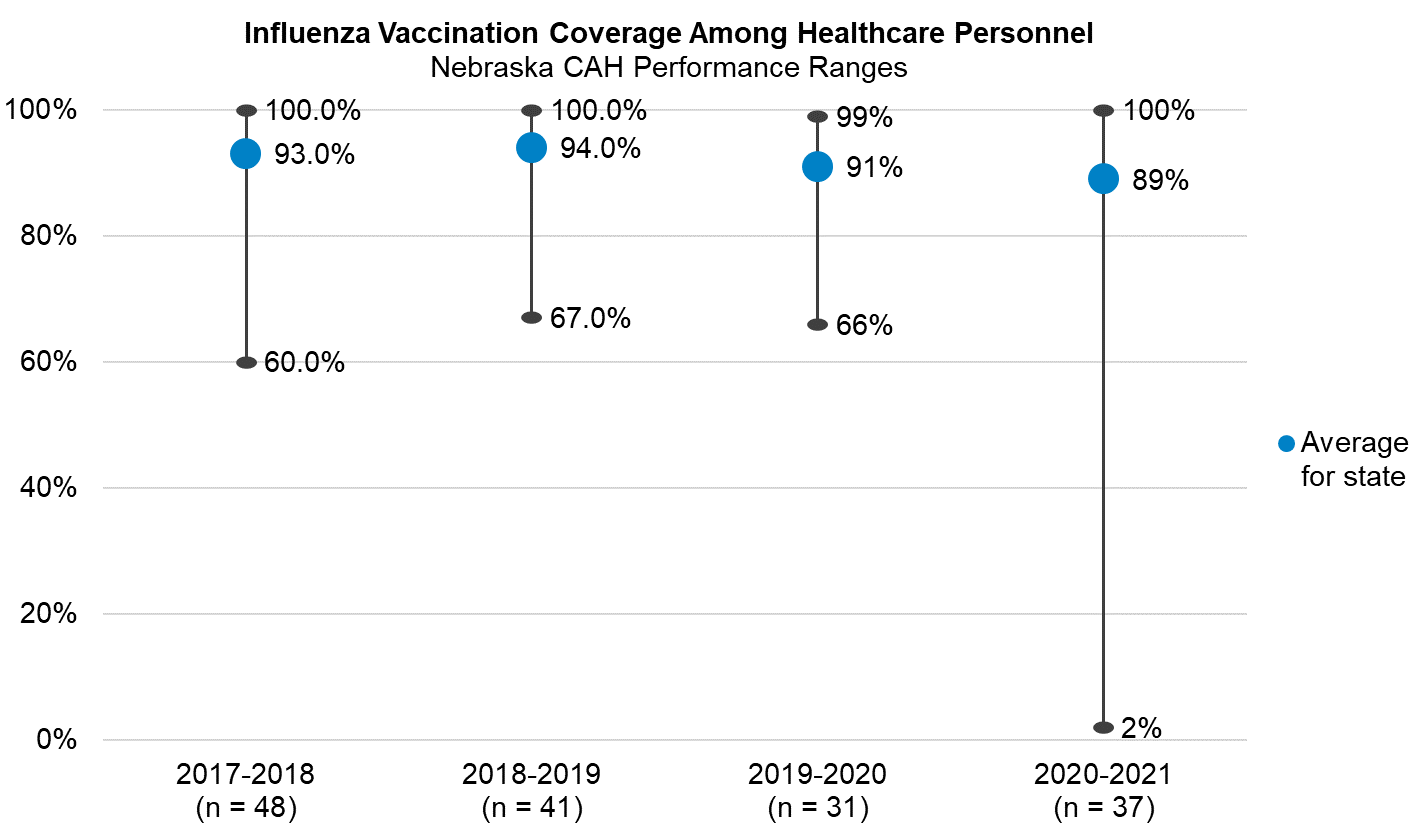 Influenza Vaccination Coverage Among Healthcare Personnel
Nebraska CAH Performance Ranges
100%
80%
60%
40%
20%
0%
100.0%
93.0%
60.0%
100.0%
94.0%
67.0%
99%
91%
66%
100%
89%
2%
2017-2018
(n = 48)
2018-2019
(n = 41)
2019-2020
(n = 31)
2020-2021
(n = 37)
Average
for state